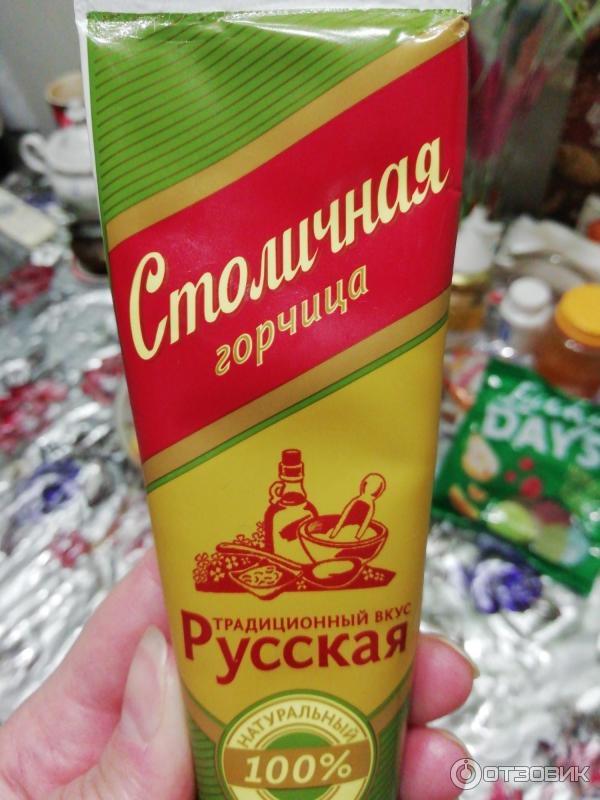 Столичная
горчица
ТРАДИЦИОННЫЙ ВКУС
Русская
НАТУРАЛЬНЫЙ
100%
DAYS
ОТЗОВИК